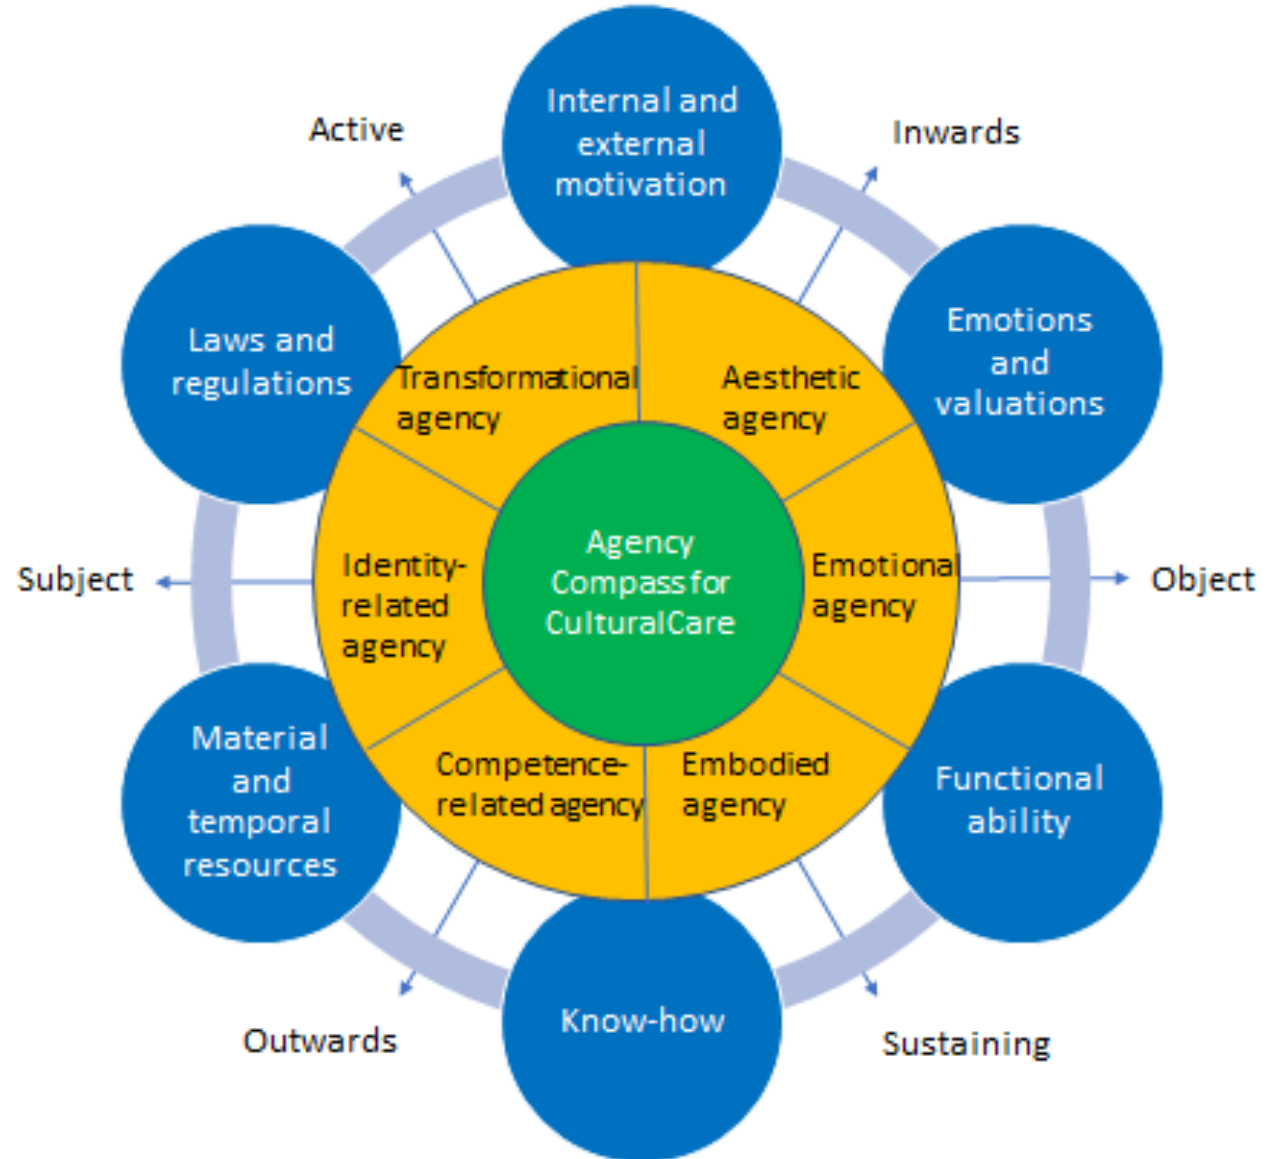 Internal and
external
motivation
Active
Inwards
Laws and
regulations
Emotions
and
valuations
Transformational
agency
Aesthetic
agency
Agency
Compass for
CulturalCare
Identity-
related
agency
Emotional
agency
Subject
Object
Material
and
temporal
resources
Competence-
related agency
Embodied
agency
Functional
ability
Outwards
Know-how
Sustaining